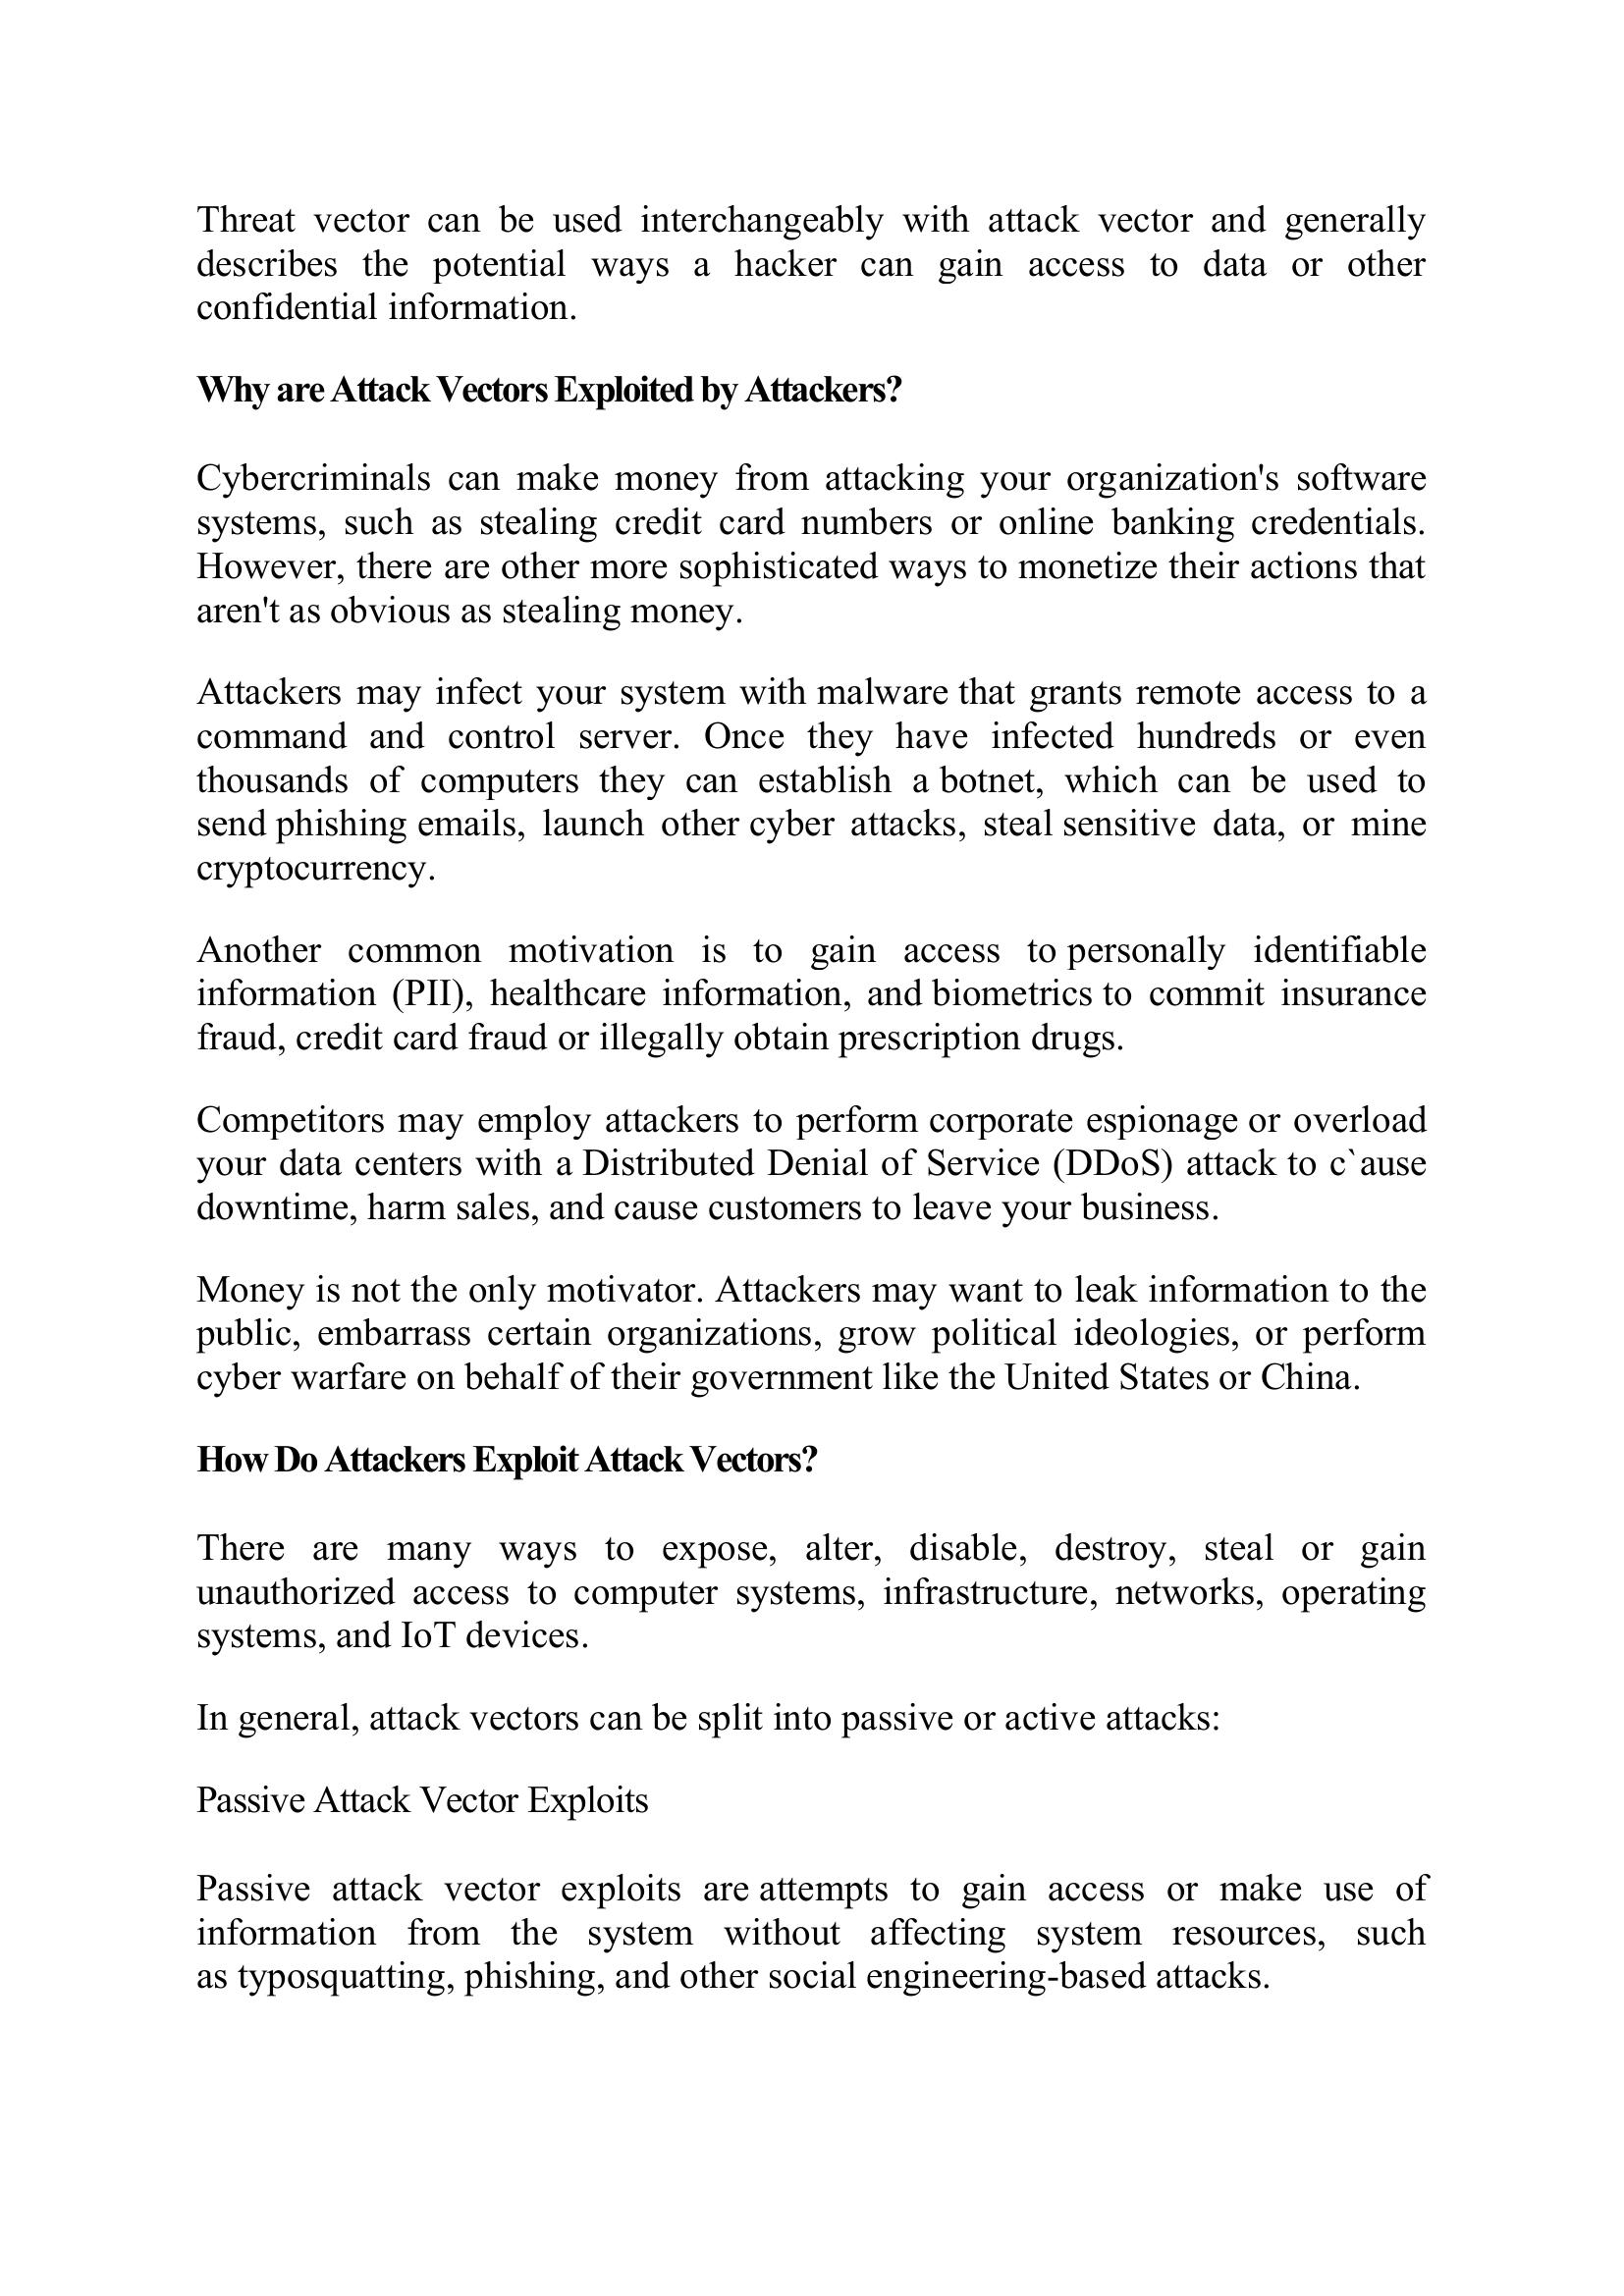 Threat vector can be used interchangeably with attack vector and generally
describes the potential ways a hacker can gain access to data or other
confidential information.
Why are Attack Vectors Exploited by Attackers?
Cybercriminals can make money from attacking your organization's software
systems, such as stealing credit card numbers or online banking credentials.
However, there are other more sophisticated ways to monetize their actions that
aren't as obvious as stealing money.
Attackers may infect your system with malware that grants remote access to a
command and control server. Once they have infected hundreds or even
thousands of computers they can establish a botnet, which can be used to
send phishing emails, launch other cyber attacks, steal sensitive data, or mine
cryptocurrency.
Another common motivation is to gain access to personally identifiable
information (PII), healthcare information, and biometrics to commit insurance
fraud, credit card fraud or illegally obtain prescription drugs.
Competitors may employ attackers to perform corporate espionage or overload
your data centers with a Distributed Denial of Service (DDoS) attack to c`ause
downtime, harm sales, and cause customers to leave your business.
Money is not the only motivator. Attackers may want to leak information to the
public, embarrass certain organizations, grow political ideologies, or perform
cyber warfare on behalf of their government like the United States or China.
How Do Attackers Exploit Attack Vectors?
There are many ways to expose, alter, disable, destroy, steal or gain
unauthorized access to computer systems, infrastructure, networks, operating
systems, and IoT devices.
In general, attack vectors can be split into passive or active attacks:
Passive Attack Vector Exploits
Passive attack vector exploits are attempts to gain access or make use of
information from the system without affecting system resources, such
as typosquatting, phishing, and other social engineering-based attacks.